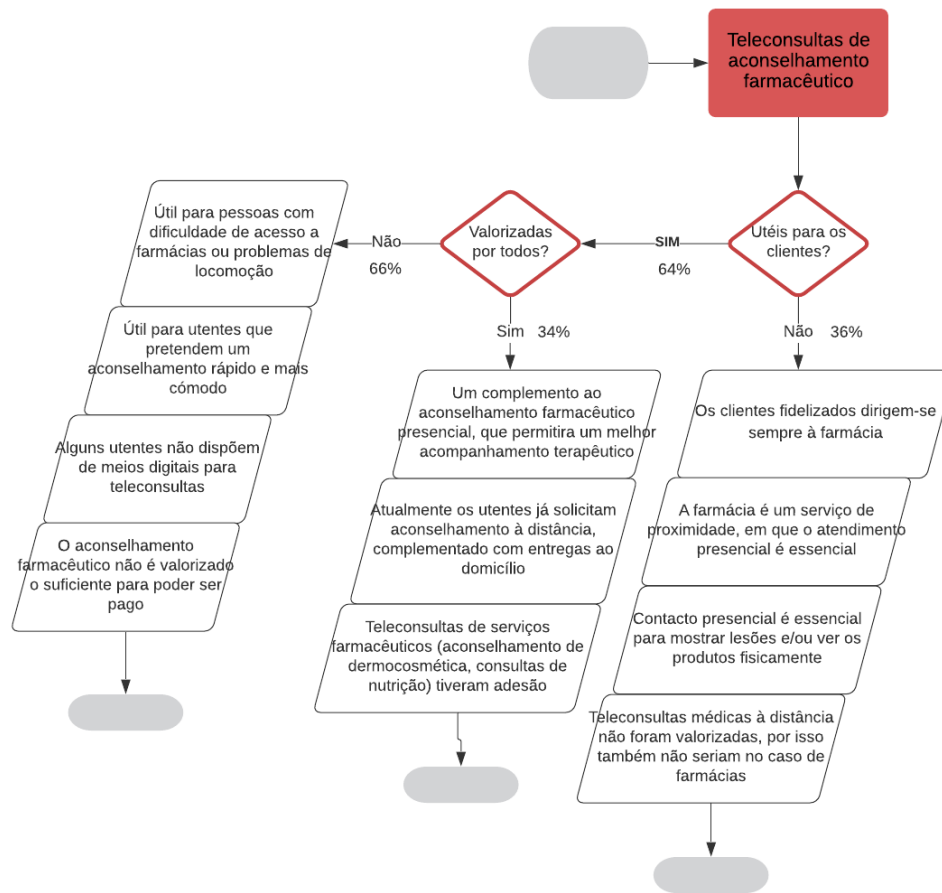 Teleconsultas de
aconselhamento
farmacêutico
Utéis para os
clientes?
SIM
64%
Valorizadas
por todos?
Não
66%
Sim 34%
Não 36%
Útil para pessoas com
dificuldade de acesso a
farmácias ou problemas de
locomoção
Útil para utentes que
pretendem um
aconselhamento rápido e mais
cómodo
Alguns utentes não dispõem
de meios digitais para
teleconsultas
O aconselhamento
farmacêutico não é valorizado
o suficiente para poder ser
pago
Um complemento ao
aconselhamento farmacêutico
presencial, que permitira um melhor
acompanhamento terapêutico
Atualmente os utentes já solicitam
aconselhamento à distância,
complementado com entregas ao
domicílio
Teleconsultas de serviços
farmacêuticos (aconselhamento de
dermocosmética, consultas de
nutrição) tiveram adesão
Os clientes fidelizados dirigem-se
sempre à farmácia
A farmácia é um serviço de
proximidade, em que o atendimento
presencial é essencial
Contacto presencial é essencial
para mostrar lesões e/ou ver os
produtos fisicamente
Teleconsultas médicas à distância
não foram valorizadas, por isso
também não seriam no caso de
farmácias